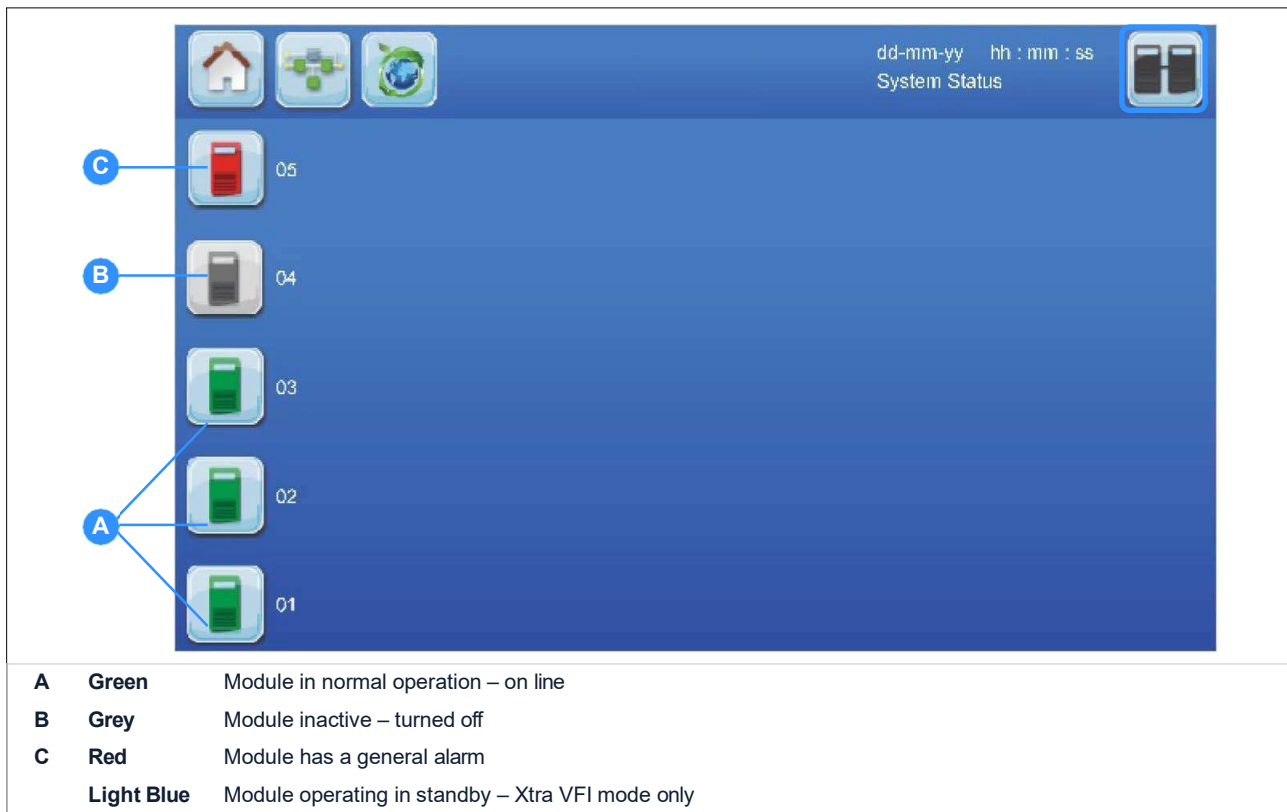 dd-mm-yy hh : mm : ss
System Status
C
05
B
04
03
A
02
01
A Green Module in normal operation – on line
B Grey Module inactive – turned off
C Red Module has a general alarm
Light Blue Module operating in standby – Xtra VFI mode only